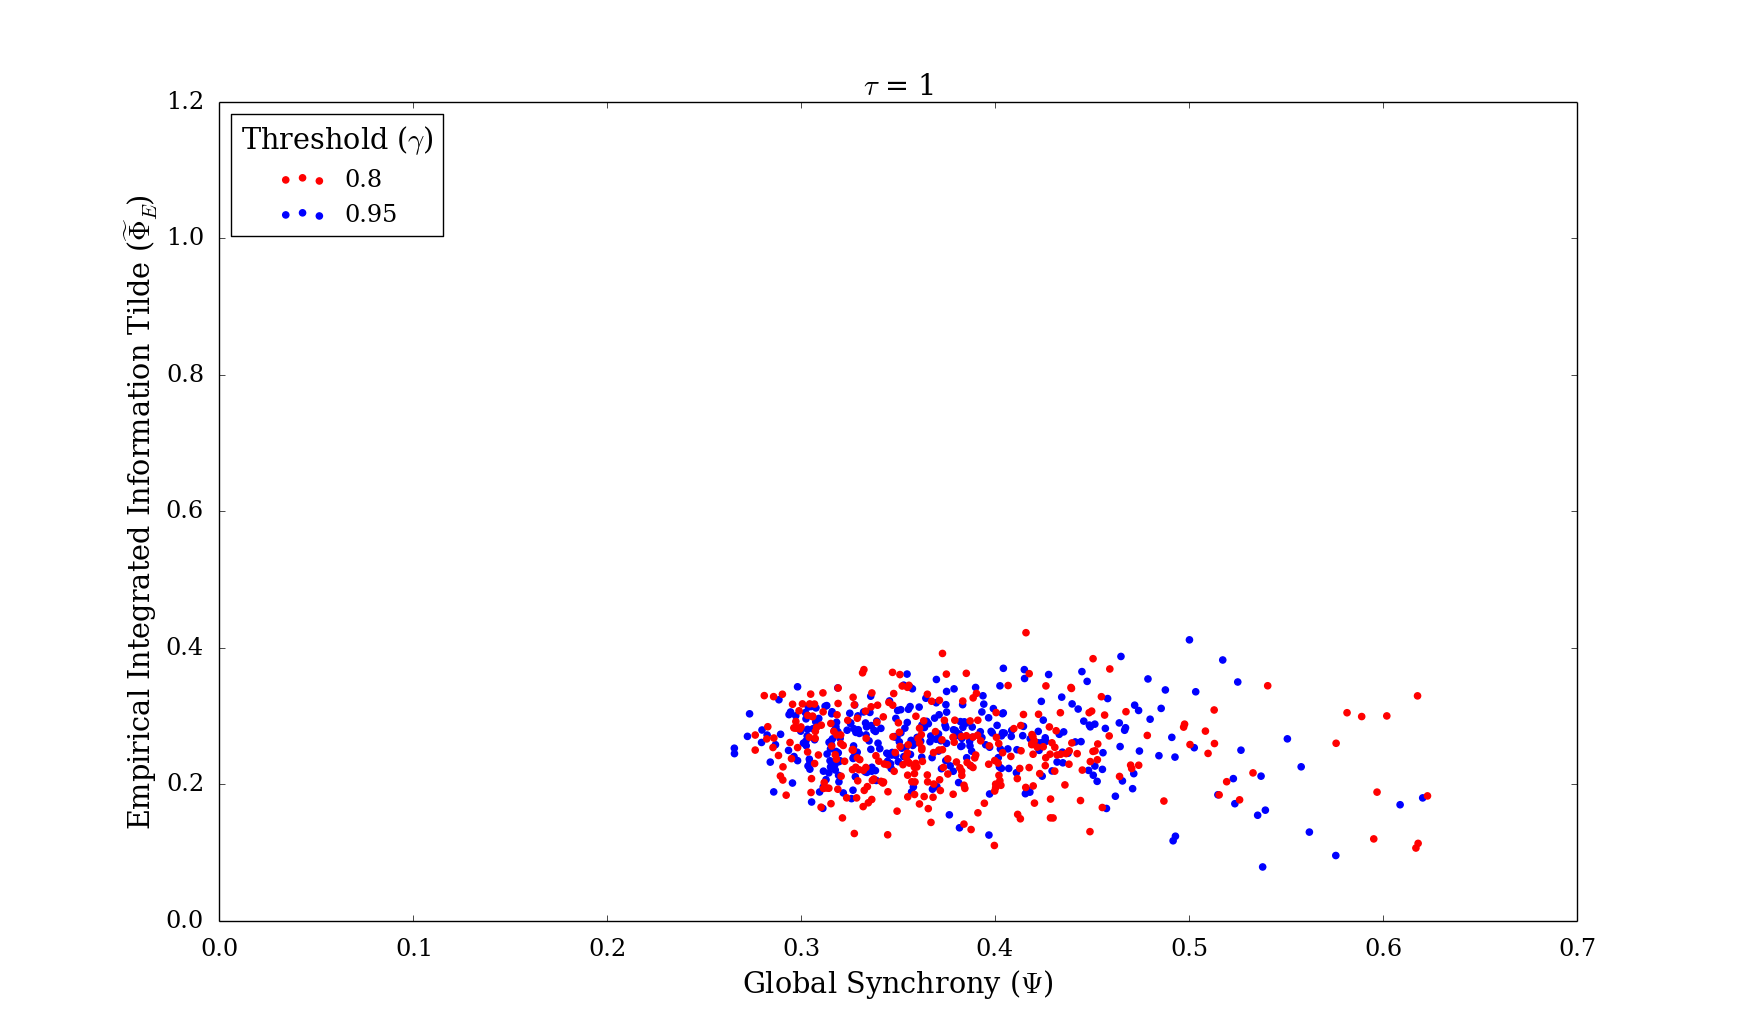 τ = 1
1.2
1.0
0.8
0.6
0.4
0.2
0.0
Threshold (γ)
0.8
0.95
Empirical Integrated Information Tilde (Φ̃_E)
0.0 0.1 0.2 0.3 0.4 0.5 0.6 0.7
Global Synchrony (Ψ)